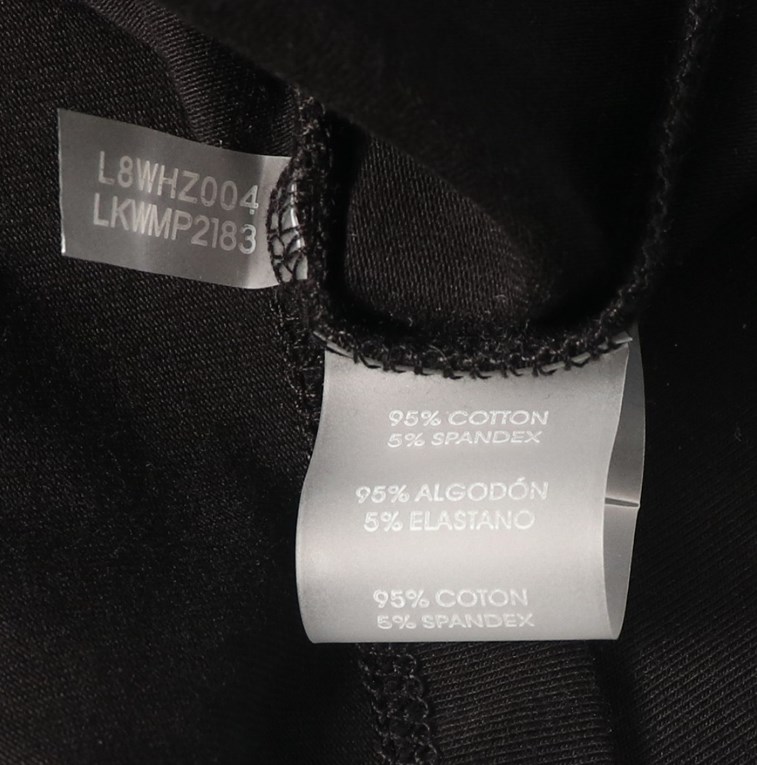 L8WHZ004
LKWMP2183
95% COTTON
5% SPANDEX
95% ALGODÓN
5% ELASTANO
95% COTON
5% SPANDEX